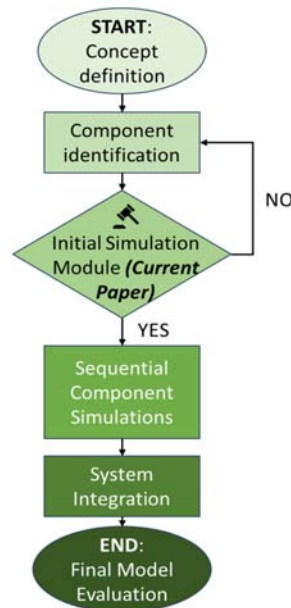 START:
Concept
definition
Component
identification
NO
Initial Simulation
Module (Current
Paper)
YES
Sequential
Component
Simulations
System
Integration
END:
Final Model
Evaluation